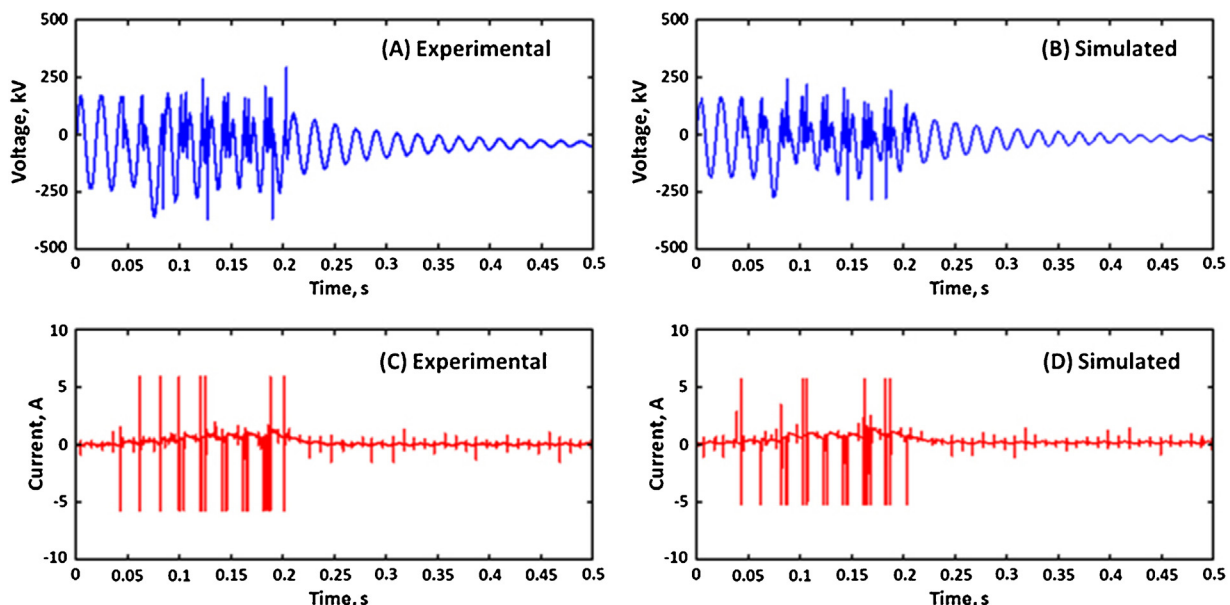 500
250
0
-250
-500
Voltage, kV
(A) Experimental
0 0.05 0.1 0.15 0.2 0.25 0.3 0.35 0.4 0.45 0.5
Time, s
500
250
0
-250
-500
Voltage, kV
(B) Simulated
0 0.05 0.1 0.15 0.2 0.25 0.3 0.35 0.4 0.45 0.5
Time, s
10
5
0
-5
-10
Current, A
(C) Experimental
0 0.05 0.1 0.15 0.2 0.25 0.3 0.35 0.4 0.45 0.5
Time, s
10
5
0
-5
-10
Current, A
(D) Simulated
0 0.05 0.1 0.15 0.2 0.25 0.3 0.35 0.4 0.45 0.5
Time, s